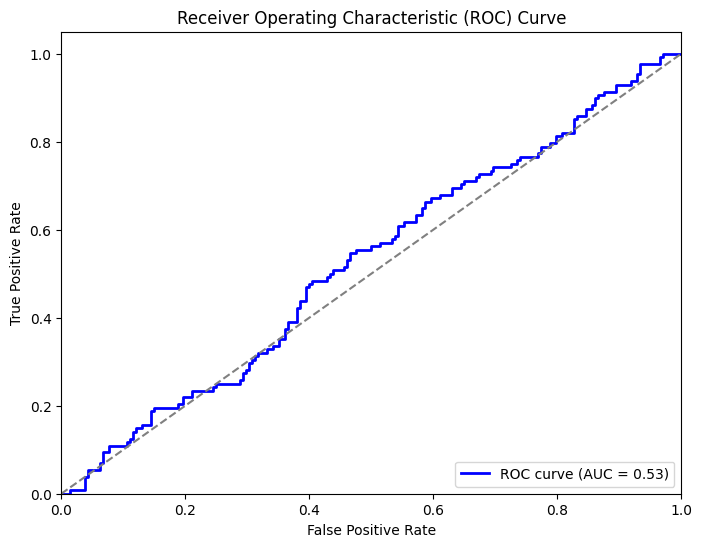 Receiver Operating Characteristic (ROC) Curve
1.0
0.8
0.6
0.4
0.2
0.0
True Positive Rate
ROC curve (AUC = 0.53)
0.0 0.2 0.4 0.6 0.8 1.0
False Positive Rate